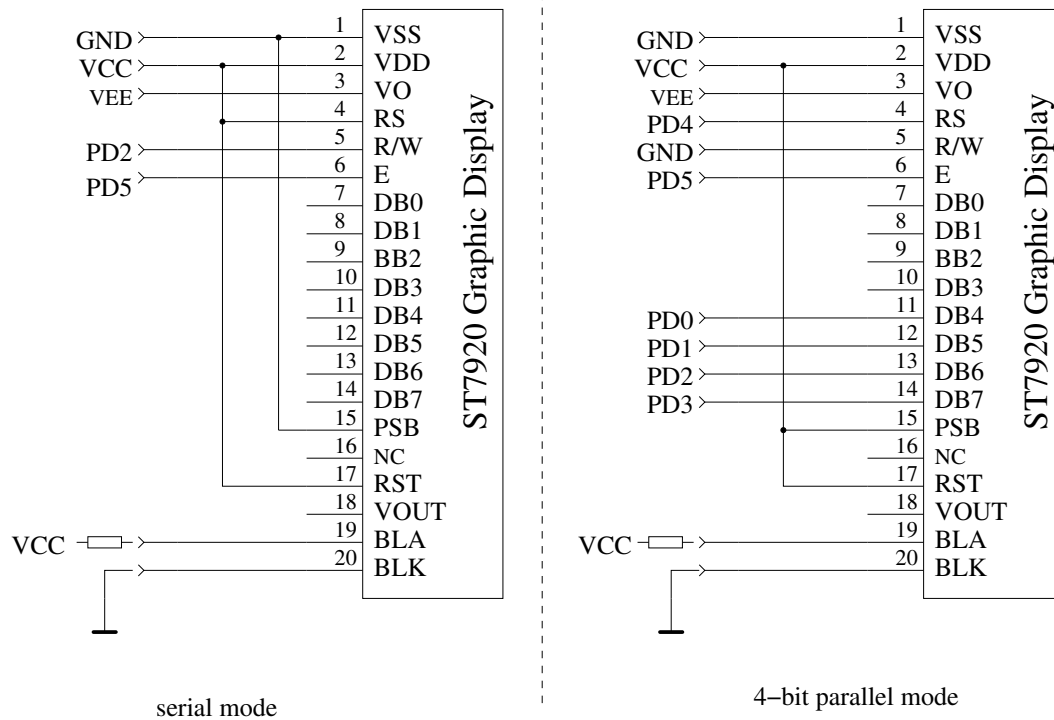 GND 1 VSS
VCC 2 VDD
VEE 3 VO
4 RS
PD2 5 R/W
PD5 6 E
7 DB0
8 DB1
9 BB2
10 DB3
11 DB4
12 DB5
13 DB6
14 DB7
15 PSB
16 NC
17 RST
18 VOUT
VCC 19 BLA
20 BLK
ST7920 Graphic Display
serial mode
GND 1 VSS
VCC 2 VDD
VEE 3 VO
PD4 4 RS
GND 5 R/W
PD5 6 E
7 DB0
8 DB1
9 BB2
10 DB3
PD0 11 DB4
PD1 12 DB5
PD2 13 DB6
PD3 14 DB7
15 PSB
16 NC
17 RST
18 VOUT
VCC 19 BLA
20 BLK
ST7920 Graphic Display
4−bit parallel mode